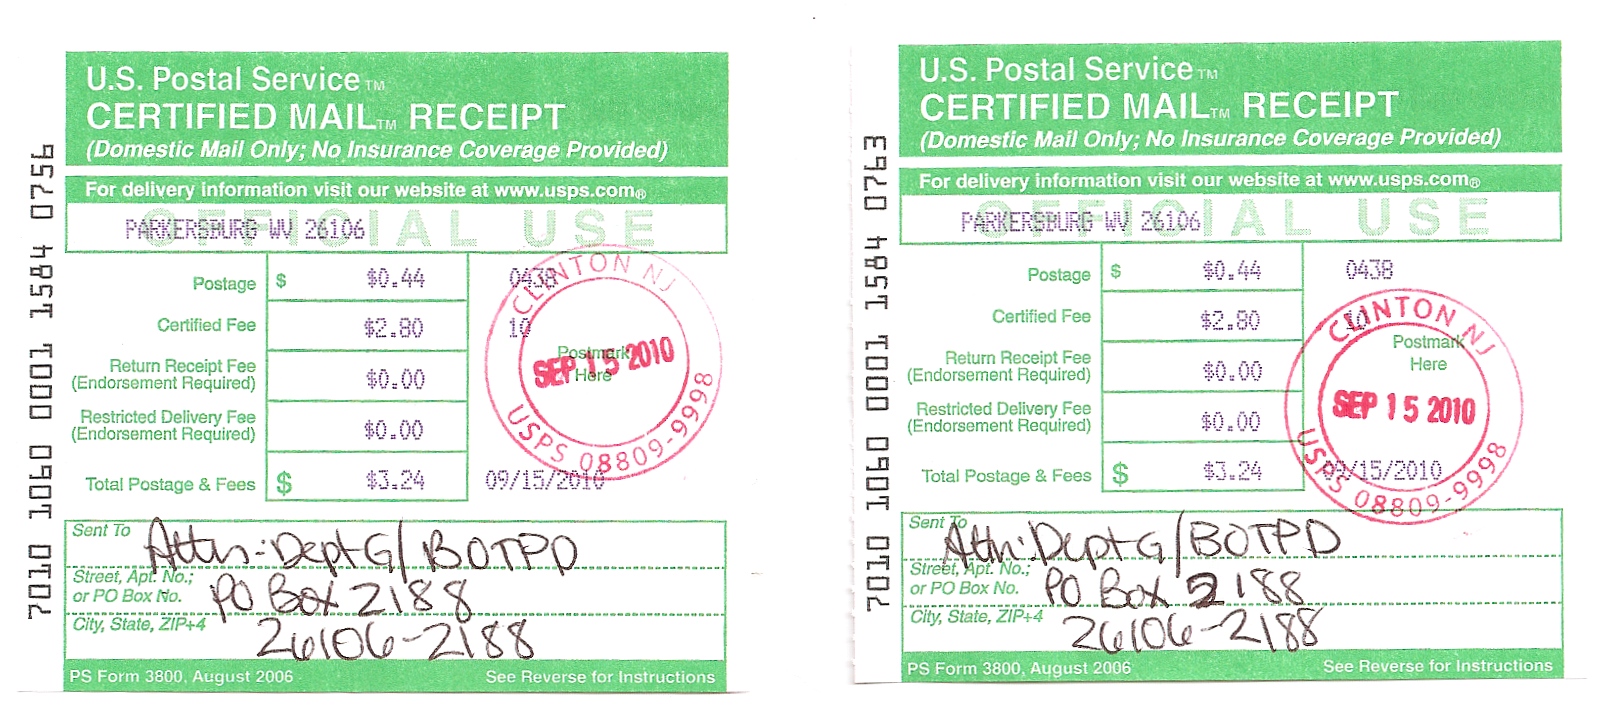 U.S. Postal Service™
CERTIFIED MAIL™ RECEIPT
(Domestic Mail Only; No Insurance Coverage Provided)
For delivery information visit our website at www.usps.com®
OFFICIAL USE
PARKERSBURG WV 26106
Postage $ $0.44 0438
Certified Fee $2.80 10
Return Receipt Fee
(Endorsement Required) $0.00
Restricted Delivery Fee
(Endorsement Required) $0.00
Total Postage & Fees $ $3.24 09/15/2010
Postmark
Here
CLINTON NJ
SEP 15 2010
USPS 08809-9998
Sent To Attn: Dept G/BOTPD
Street, Apt. No.;
or PO Box No. PO Box 2188
City, State, ZIP+4 26106-2188
PS Form 3800, August 2006 See Reverse for Instructions
7010 1060 0001 1584 0756
U.S. Postal Service™
CERTIFIED MAIL™ RECEIPT
(Domestic Mail Only; No Insurance Coverage Provided)
For delivery information visit our website at www.usps.com®
OFFICIAL USE
PARKERSBURG WV 26106
Postage $ $0.44 0438
Certified Fee $2.80 10
Return Receipt Fee
(Endorsement Required) $0.00
Restricted Delivery Fee
(Endorsement Required) $0.00
Total Postage & Fees $ $3.24 09/15/2010
Postmark
Here
CLINTON NJ
SEP 15 2010
USPS 08809-9998
Sent To Attn: Dept G/BOTPD
Street, Apt. No.;
or PO Box No. PO Box 2188
City, State, ZIP+4 26106-2188
PS Form 3800, August 2006 See Reverse for Instructions
7010 1060 0001 1584 0763